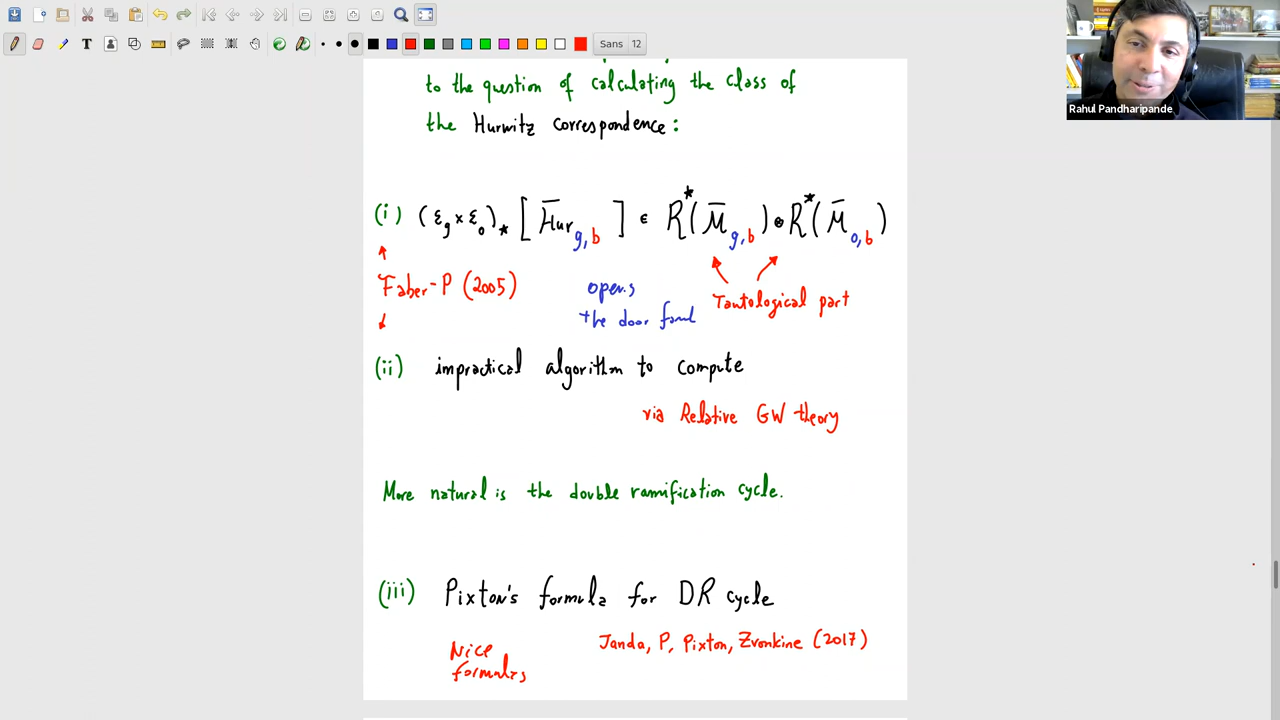 Sans 12
Rahul Pandharipande
to the question of calculating the class of
the Hurwitz correspondence:
(i) (ε_g × ε_0)_* [ H̄ur_{g,b} ] ∈ R^*( M̄_{g,b} ) ⊗ R^*( M̄_{0,b} )
Faber-P (2005)
opens
the door
Tautological part
(ii) impractical algorithm to compute
via Relative GW theory
More natural is the double ramification cycle.
(iii) Pixton's formula for DR cycle
Janda, P, Pixton, Zvonkine (2017)
Nice
formulas